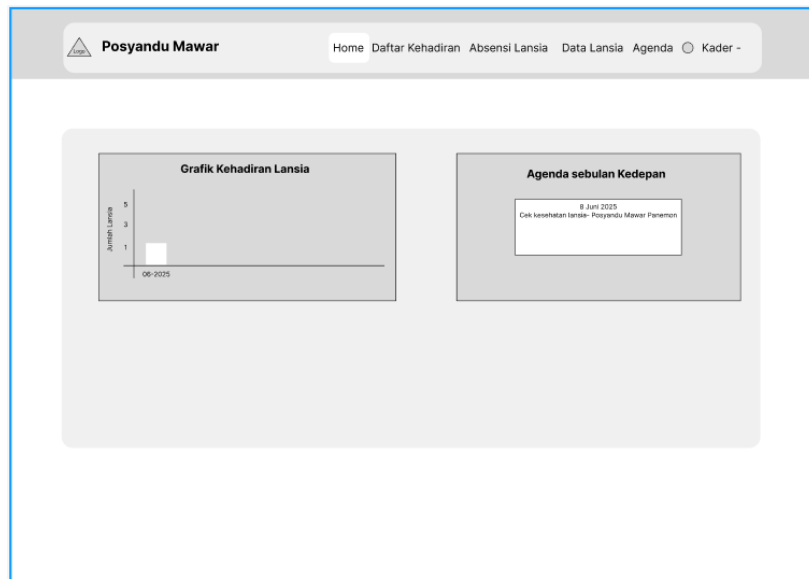 Logo
Posyandu Mawar
Home Daftar Kehadiran Absensi Lansia Data Lansia Agenda Kader -
Grafik Kehadiran Lansia
Jumlah Lansia
5
3
1
06-2025
Agenda sebulan Kedepan
8 Juni 2025
Cek kesehatan lansia- Posyandu Mawar Panemon